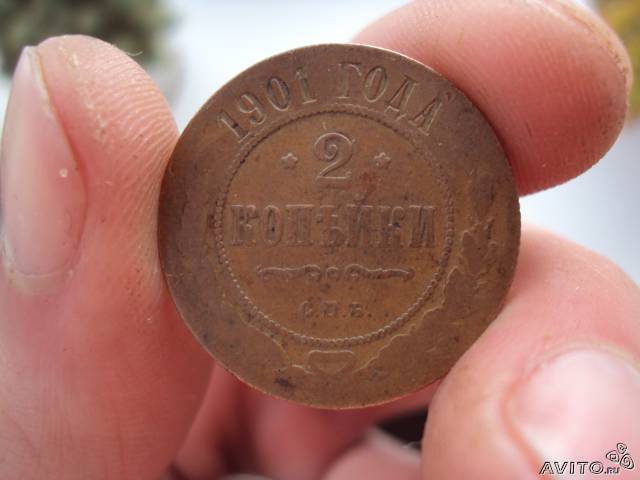 1901 ГОДА
2
КОПѢЙКИ
С.П.Б.
AVITO.ru